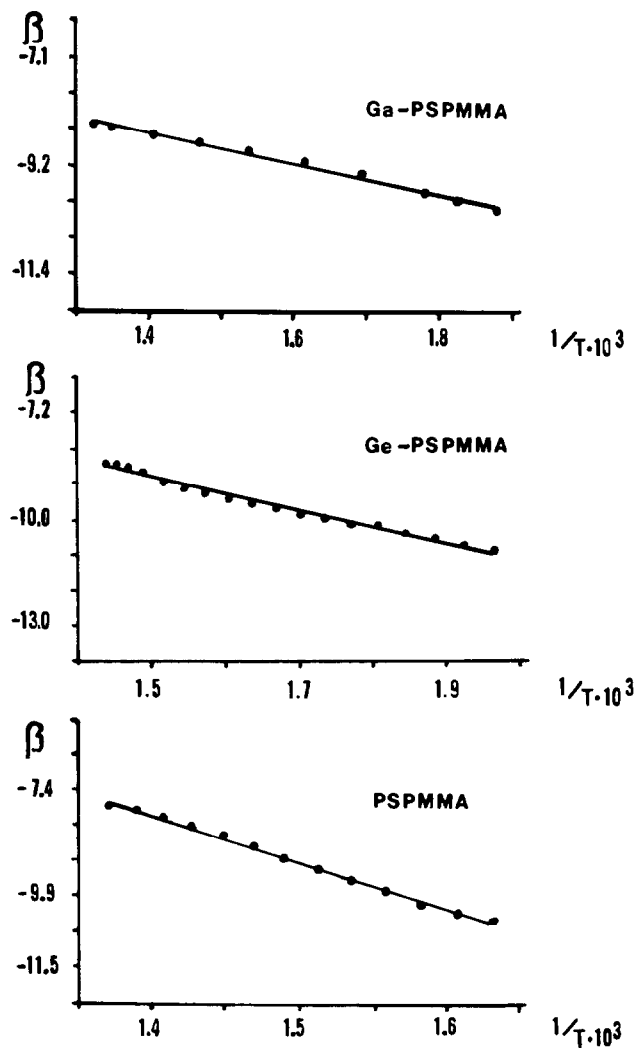 β
-7.1
Ga-PSPMMA
-9.2
-11.4
1.4 1.6 1.8 1/T·10³
β
-7.2
Ge-PSPMMA
-10.0
-13.0
1.5 1.7 1.9 1/T·10³
β
-7.4
PSPMMA
-9.9
-11.5
1.4 1.5 1.6 1/T·10³